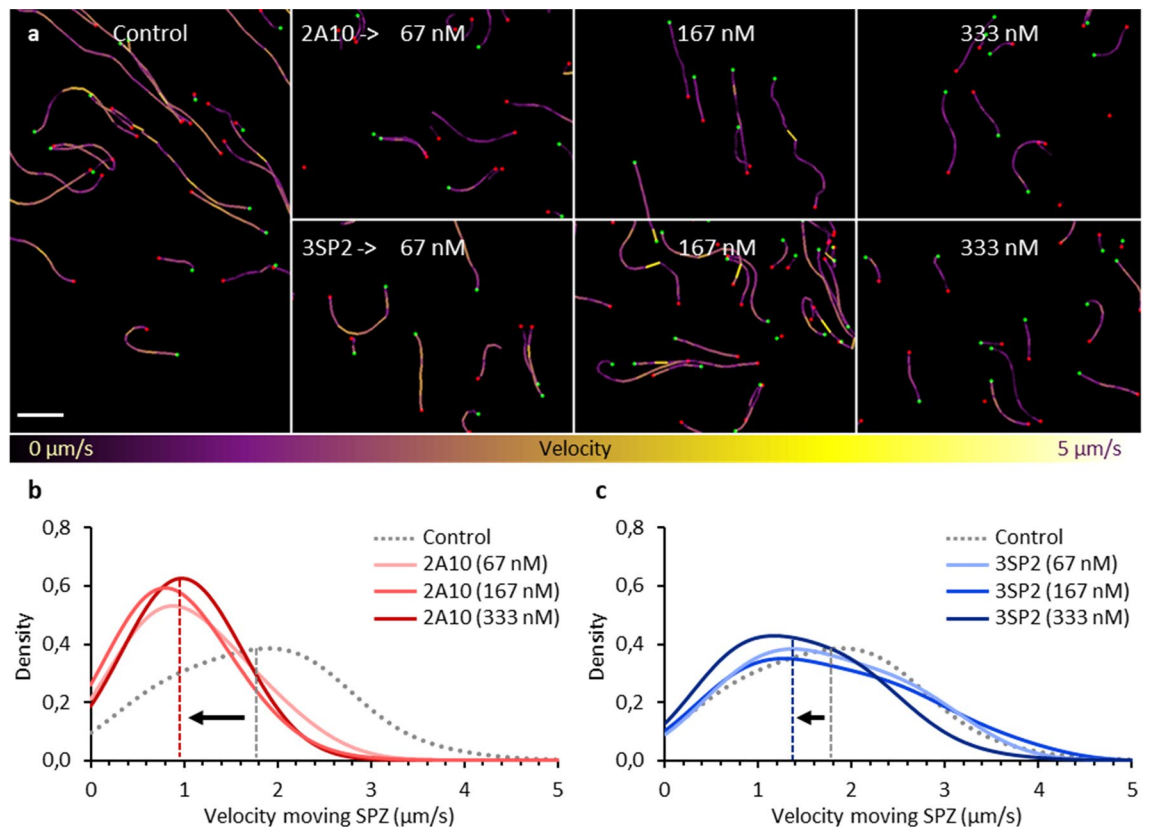 a Control 2A10 -> 67 nM 167 nM 333 nM
3SP2 -> 67 nM 167 nM 333 nM
0 µm/s Velocity 5 µm/s
b
0,8
0,6
0,4
0,2
0,0
Density
Control
2A10 (67 nM)
2A10 (167 nM)
2A10 (333 nM)
0 1 2 3 4 5
Velocity moving SPZ (µm/s)
c
0,8
0,6
0,4
0,2
0,0
Density
Control
3SP2 (67 nM)
3SP2 (167 nM)
3SP2 (333 nM)
0 1 2 3 4 5
Velocity moving SPZ (µm/s)